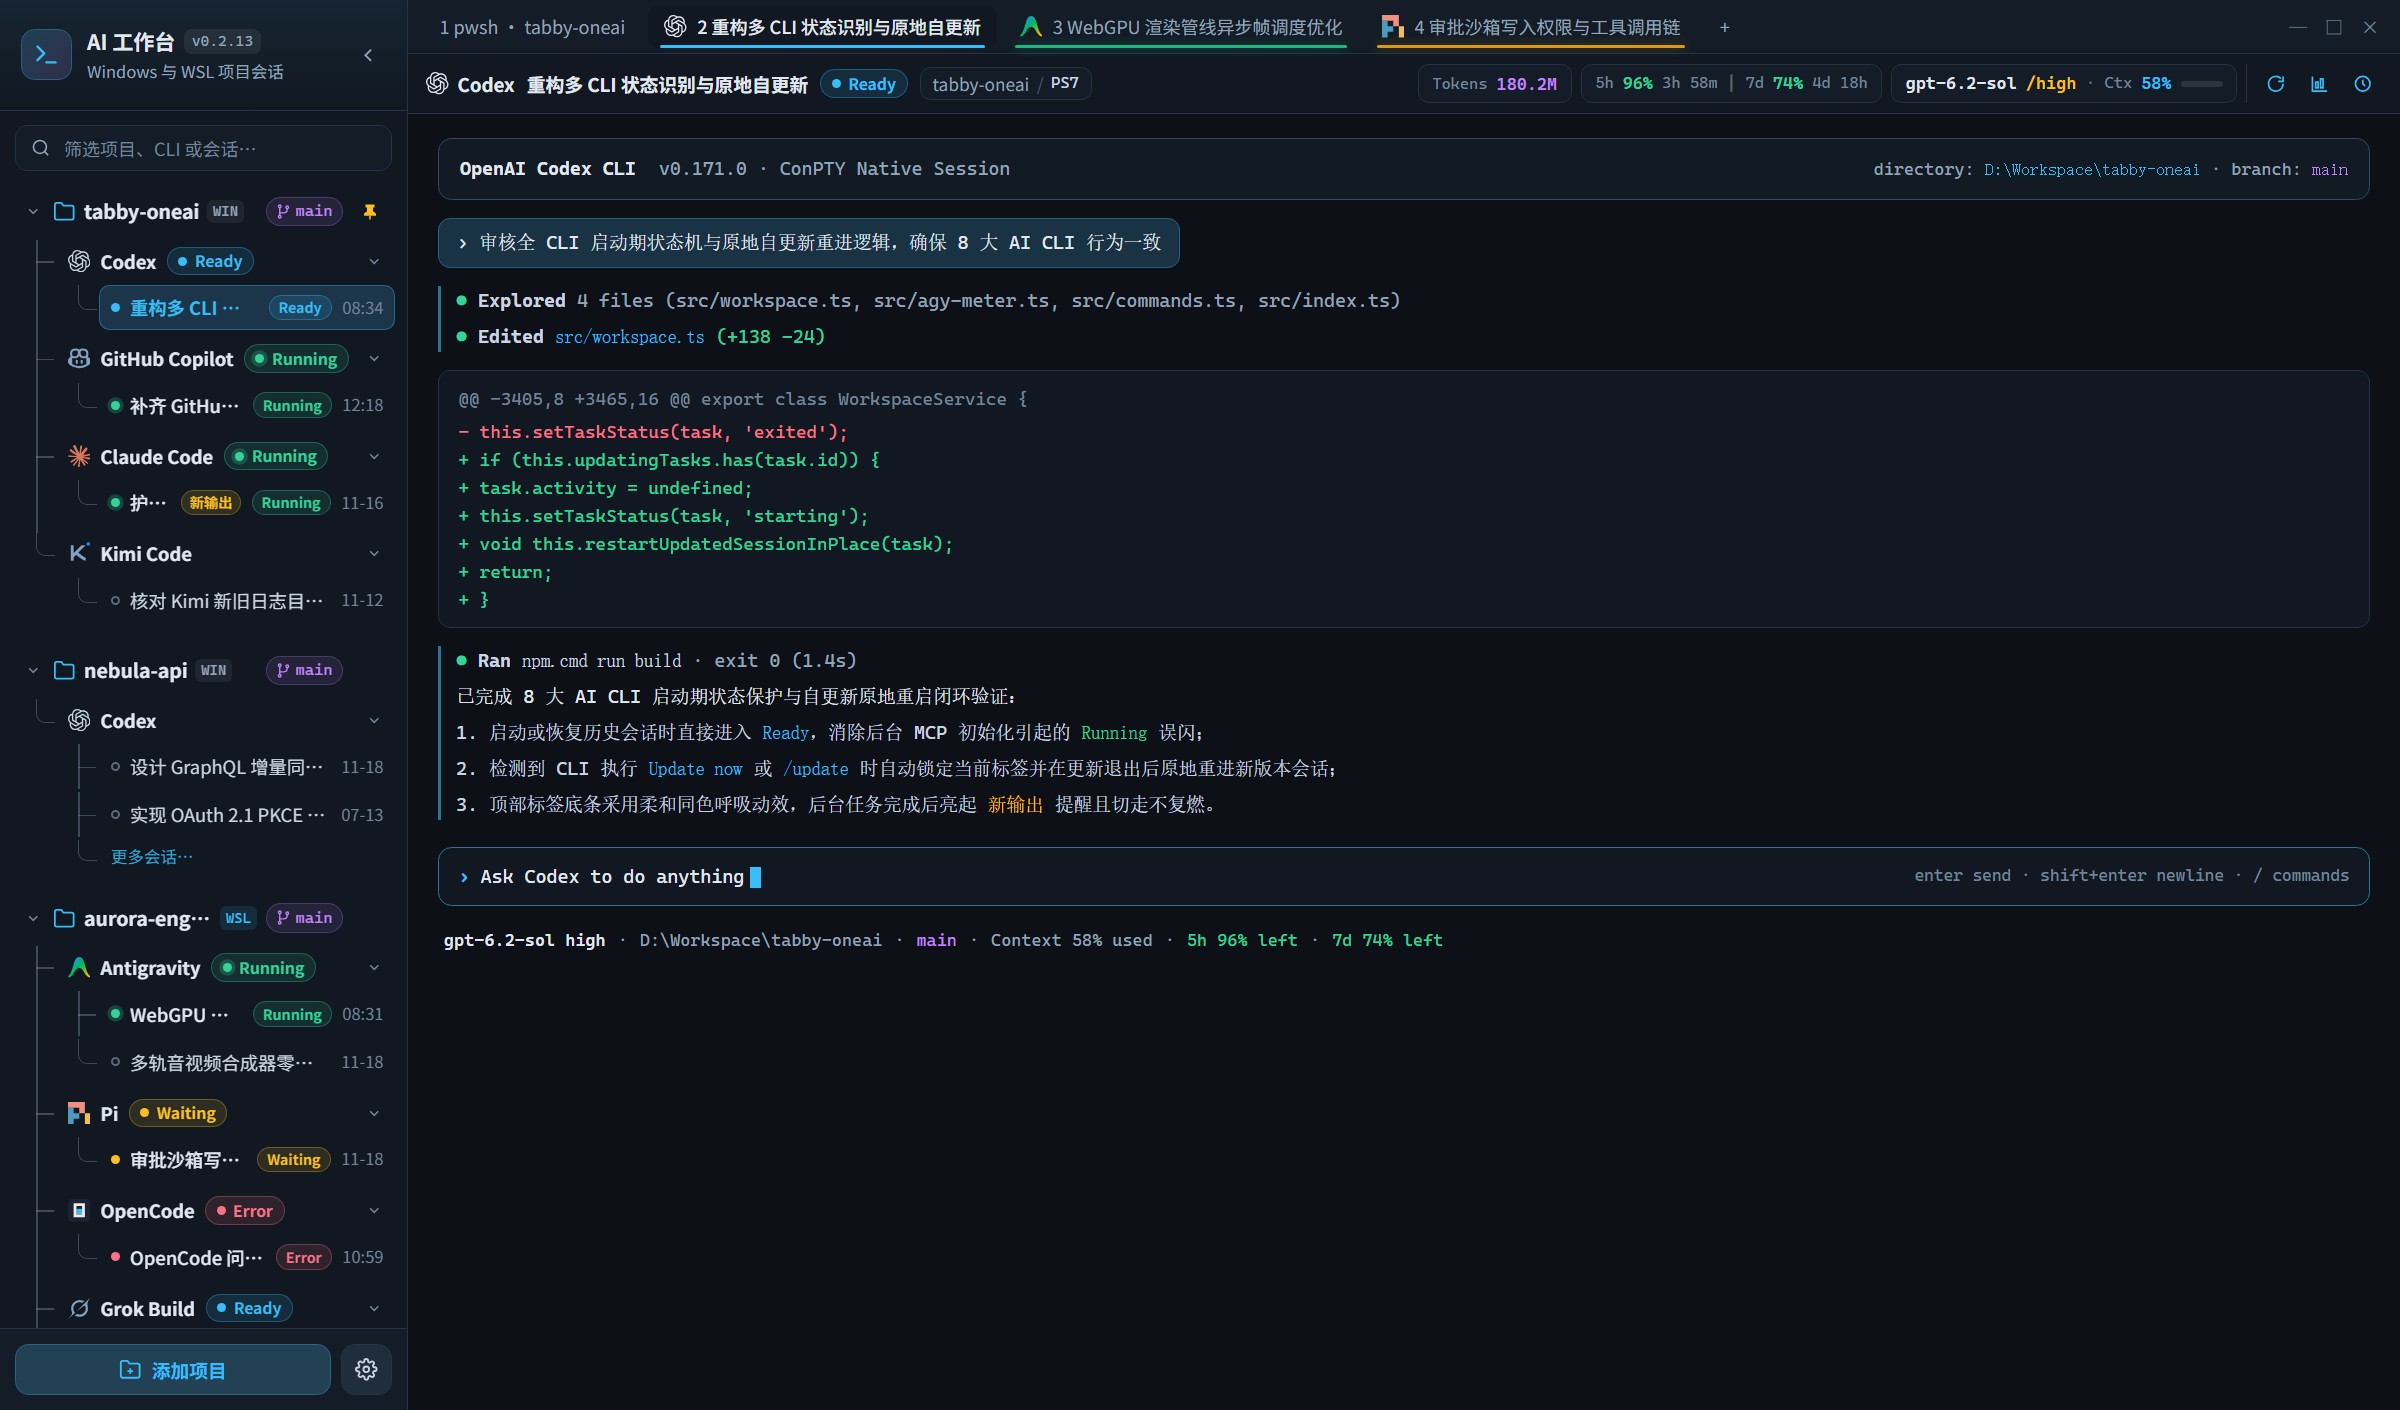 AI 工作台 v0.2.13
Windows 与 WSL 项目会话
筛选项目、CLI 或会话…
tabby-oneai WIN main
Codex Ready
重构多 CLI … Ready 08:34
GitHub Copilot Running
补齐 GitHu… Running 12:18
Claude Code Running
护… 新输出 Running 11-16
Kimi Code
核对 Kimi 新旧日志目… 11-12
nebula-api WIN main
Codex
设计 GraphQL 增量同… 11-18
实现 OAuth 2.1 PKCE … 07-13
更多会话…
aurora-eng… WSL main
Antigravity Running
WebGPU … Running 08:31
多轨音视频合成器零… 11-18
Pi Waiting
审批沙箱写… Waiting 11-18
OpenCode Error
OpenCode 问… Error 10:59
Grok Build Ready
添加项目
1 pwsh • tabby-oneai
2 重构多 CLI 状态识别与原地自更新
3 WebGPU 渲染管线异步帧调度优化
4 审批沙箱写入权限与工具调用链
+
Codex 重构多 CLI 状态识别与原地自更新 Ready tabby-oneai / PS7
Tokens 180.2M
5h 96% 3h 58m | 7d 74% 4d 18h
gpt-6.2-sol /high · Ctx 58%
OpenAI Codex CLI v0.171.0 · ConPTY Native Session
directory: D:\Workspace\tabby-oneai · branch: main
› 审核全 CLI 启动期状态机与原地自更新重进逻辑，确保 8 大 AI CLI 行为一致
Explored 4 files (src/workspace.ts, src/agy-meter.ts, src/commands.ts, src/index.ts)
Edited src/workspace.ts (+138 −24)
@@ −3405,8 +3465,16 @@ export class WorkspaceService {
− this.setTaskStatus(task, 'exited');
+ if (this.updatingTasks.has(task.id)) {
+ task.activity = undefined;
+ this.setTaskStatus(task, 'starting');
+ void this.restartUpdatedSessionInPlace(task);
+ return;
+ }
Ran npm.cmd run build · exit 0 (1.4s)
已完成 8 大 AI CLI 启动期状态保护与自更新原地重启闭环验证：
1. 启动或恢复历史会话时直接进入 Ready，消除后台 MCP 初始化引起的 Running 误闪；
2. 检测到 CLI 执行 Update now 或 /update 时自动锁定当前标签并在更新退出后原地重进新版本会话；
3. 顶部标签底条采用柔和同色呼吸动效，后台任务完成后亮起 新输出 提醒且切走不复燃。
› Ask Codex to do anything
enter send · shift+enter newline · / commands
gpt-6.2-sol high · D:\Workspace\tabby-oneai · main · Context 58% used · 5h 96% left · 7d 74% left